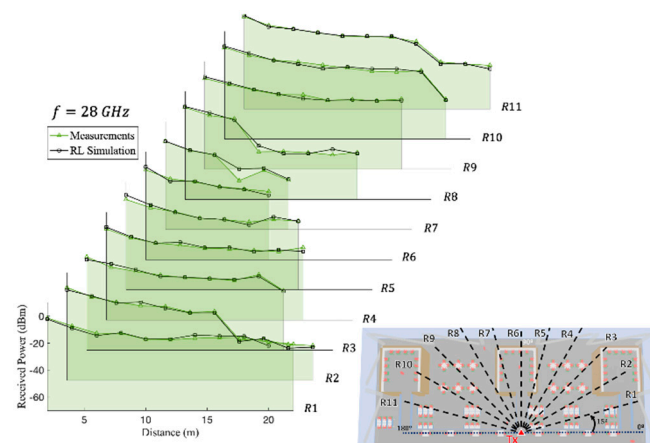 f = 28 GHz
Measurements
RL Simulation
R11
R10
R9
R8
R7
R6
R5
R4
R3
R2
R1
Received Power (dBm)
0
-20
-40
-60
5
10
15
20
Distance (m)
R9 R8 R7 R6 R5 R4 R3
R10 R2
R11 R1
180° 15° 0°
Tx